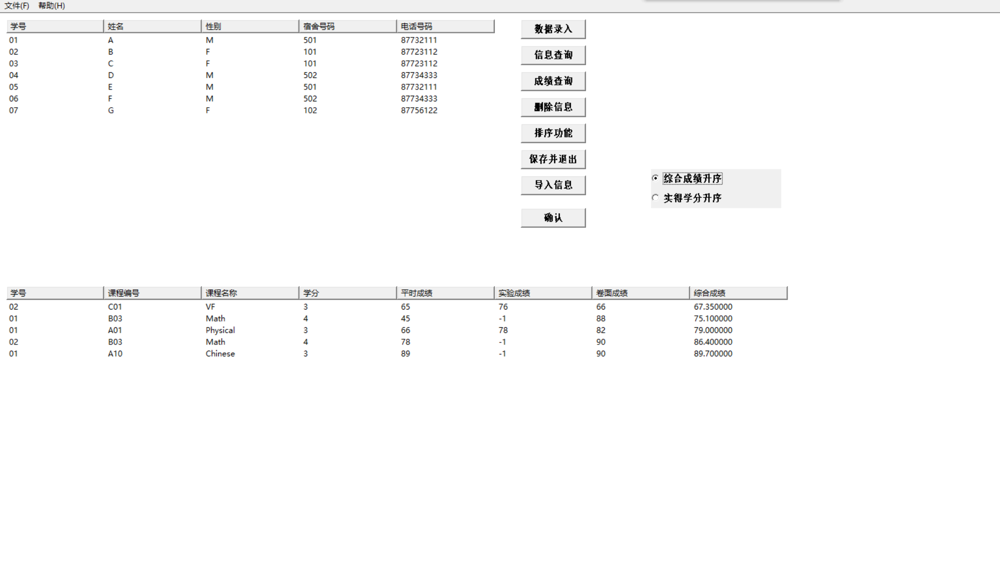 文件(F) 帮助(H)
学号 姓名 性别 宿舍号码 电话号码
01 A M 501 87732111
02 B F 101 87723112
03 C F 101 87723112
04 D M 502 87734333
05 E M 501 87732111
06 F M 502 87734333
07 G F 102 87756122
数据录入
信息查询
成绩查询
删除信息
排序功能
保存并退出
导入信息
确认
综合成绩升序
实得学分升序
学号 课程编号 课程名称 学分 平时成绩 实验成绩 卷面成绩 综合成绩
02 C01 VF 3 65 76 66 67.350000
01 B03 Math 4 45 -1 88 75.100000
01 A01 Physical 3 66 78 82 79.000000
02 B03 Math 4 78 -1 90 86.400000
01 A10 Chinese 3 89 -1 90 89.700000